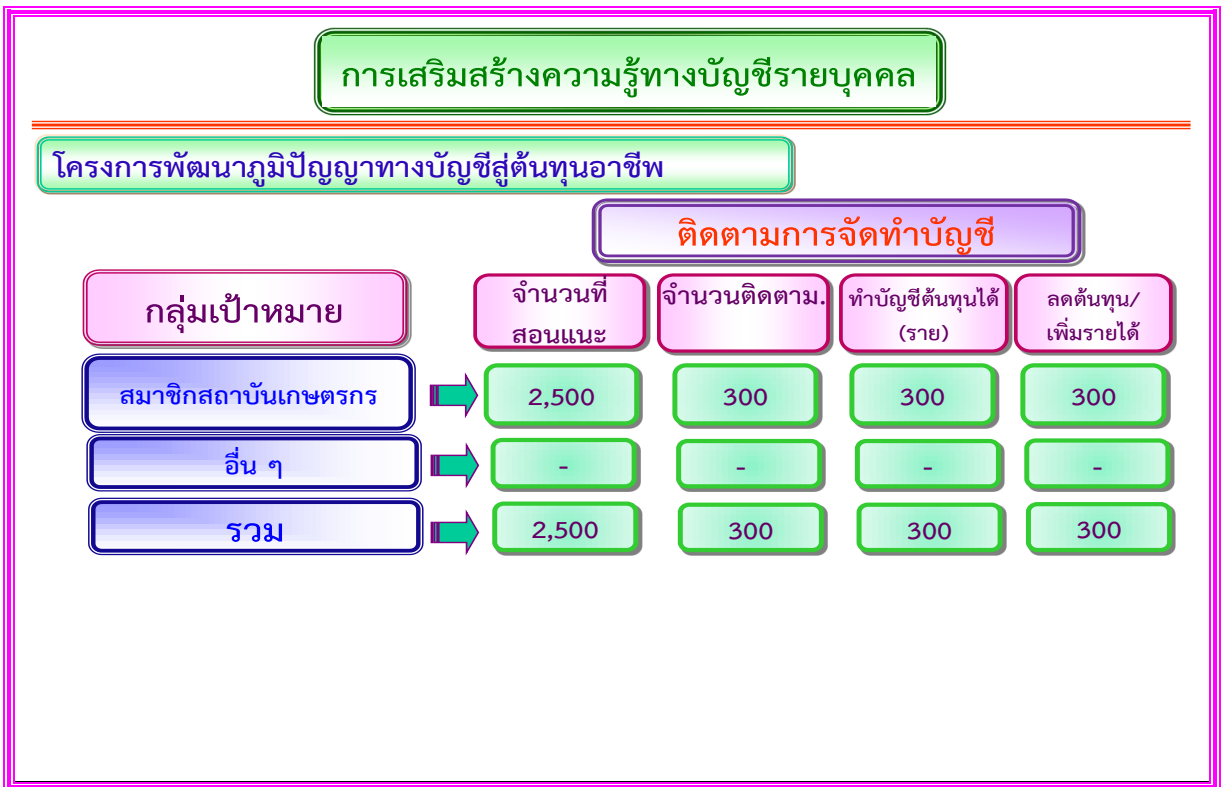 การเสริมสร้างความรู้ทางบัญชีรายบุคคล
โครงการพัฒนาภูมิปัญญาทางบัญชีสู่ต้นทุนอาชีพ
ติดตามการจัดทำบัญชี
กลุ่มเป้าหมาย
จำนวนที่
สอนแนะ
จำนวนติดตาม.
ทำบัญชีต้นทุนได้
(ราย)
ลดต้นทุน/
เพิ่มรายได้
สมาชิกสถาบันเกษตรกร 2,500 300 300 300
อื่น ๆ - - - -
รวม 2,500 300 300 300